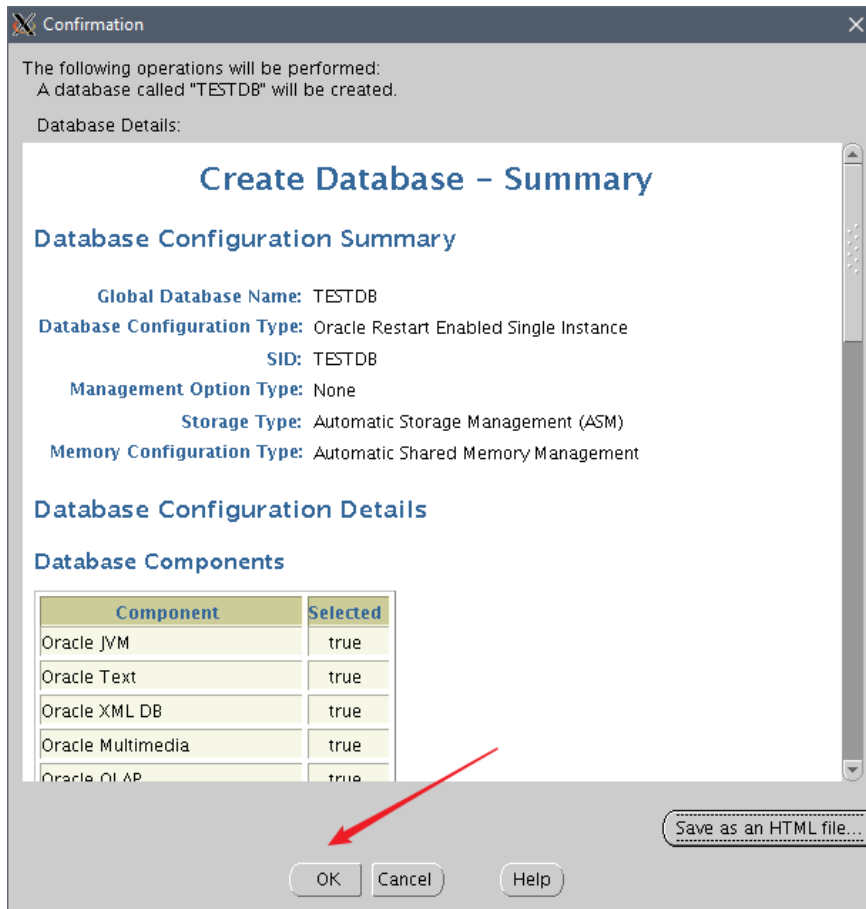 Confirmation
The following operations will be performed:
A database called "TESTDB" will be created.
Database Details:
Create Database – Summary
Database Configuration Summary
Global Database Name: TESTDB
Database Configuration Type: Oracle Restart Enabled Single Instance
SID: TESTDB
Management Option Type: None
Storage Type: Automatic Storage Management (ASM)
Memory Configuration Type: Automatic Shared Memory Management
Database Configuration Details
Database Components
Component Selected
Oracle JVM true
Oracle Text true
Oracle XML DB true
Oracle Multimedia true
Oracle OLAP true
Save as an HTML file...
OK Cancel Help